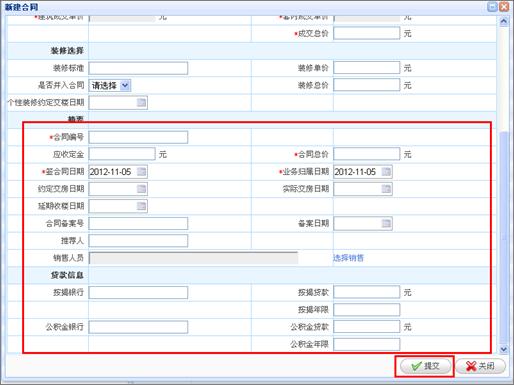 新建合同
*建筑成交单价 元 *套内成交单价 元
*成交总价 元
装修选择
装修标准 装修单价 元
是否并入合同 请选择 装修总价 元
个性装修约定交楼日期
摘要
*合同编号
应收定金 元 *合同总价 元
*签合同日期 2012-11-05 *业务归属日期 2012-11-05
约定交房日期 实际交房日期
延期收楼日期
合同备案号 备案日期
推荐人
销售人员 选择销售
贷款信息
按揭银行 按揭贷款 元
按揭年限
公积金银行 公积金贷款 元
公积金年限
提交 关闭